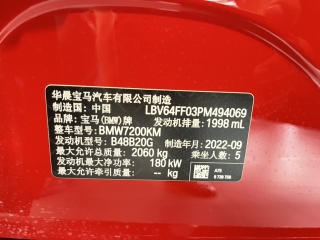 华晨宝马汽车有限公司制造
制造国：中国 LBV64FF03PM494069
品牌：宝马(BMW)牌 发动机排量：1998 mL
整车型号：BMW7200KM
发动机型号：B48B20G 制造年月：2022-09
最大允许总质量：2060 kg 乘坐人数：5
发动机最大净功率：180 kW
最大允许牵引质量：-- kg